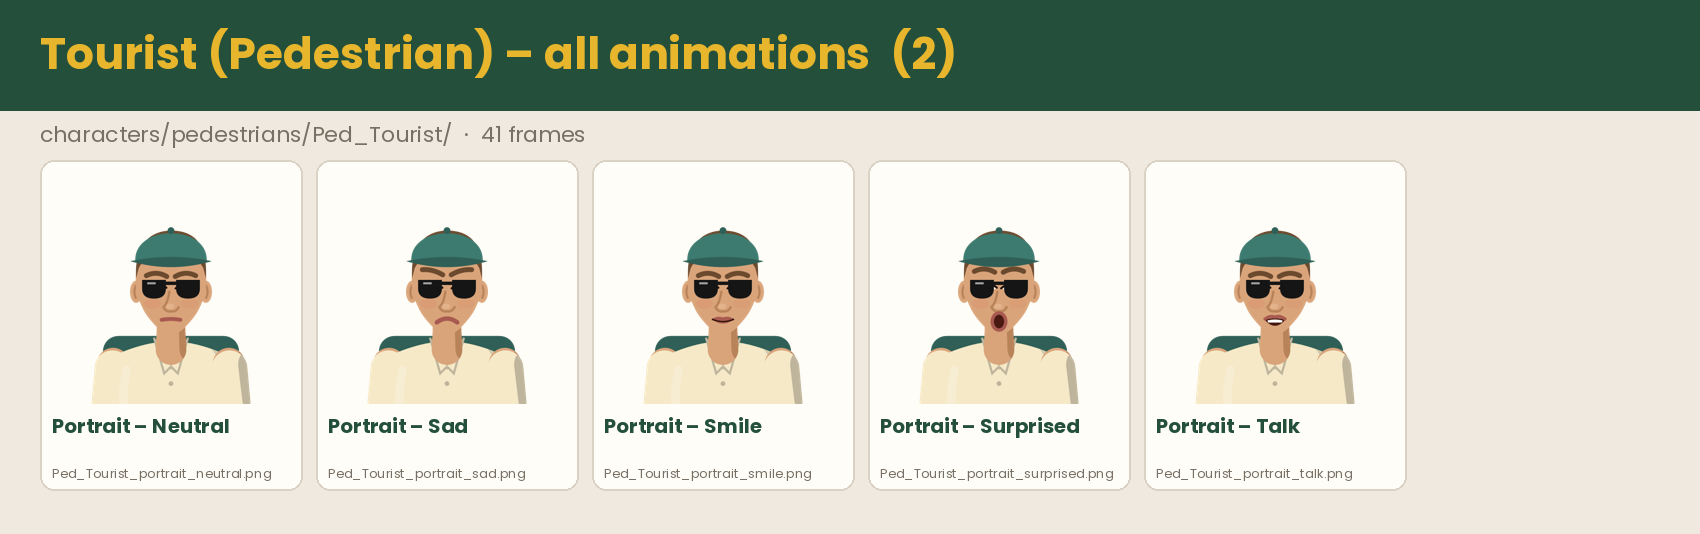 Tourist (Pedestrian) – all animations (2)
characters/pedestrians/Ped_Tourist/ · 41 frames
Portrait – Neutral
Ped_Tourist_portrait_neutral.png
Portrait – Sad
Ped_Tourist_portrait_sad.png
Portrait – Smile
Ped_Tourist_portrait_smile.png
Portrait – Surprised
Ped_Tourist_portrait_surprised.png
Portrait – Talk
Ped_Tourist_portrait_talk.png